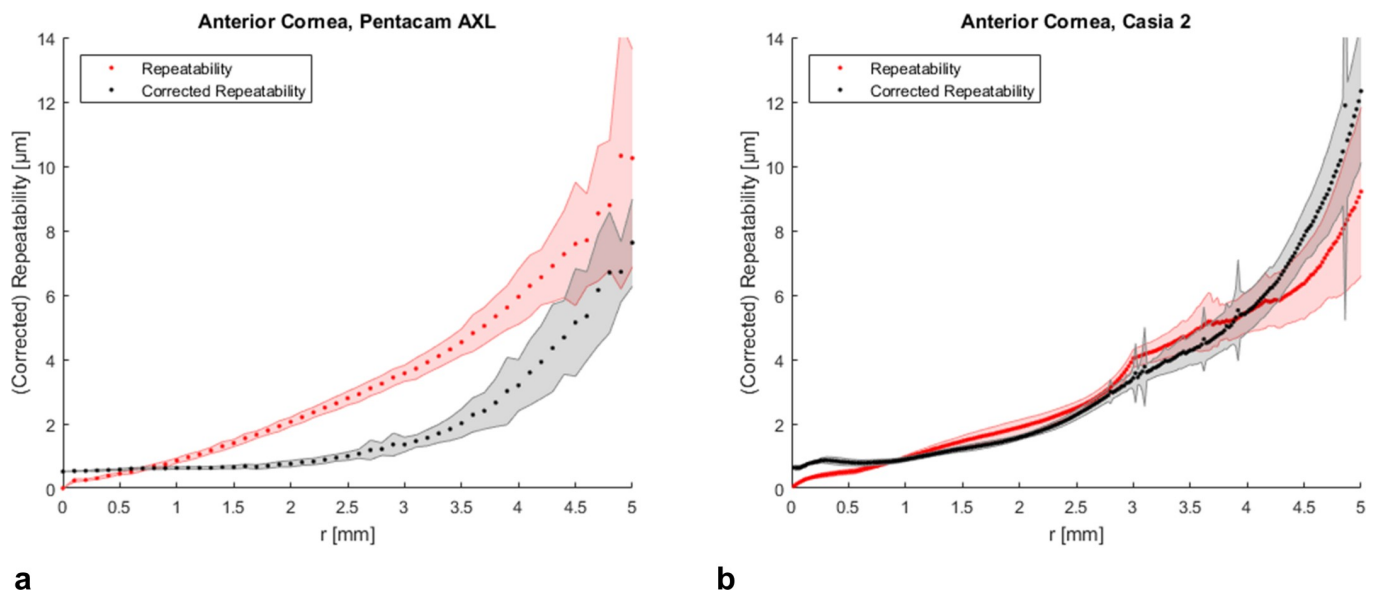 Anterior Cornea, Pentacam AXL
14
12
10
8
6
4
2
0
Repeatability
Corrected Repeatability
(Corrected) Repeatability [μm]
0 0.5 1 1.5 2 2.5 3 3.5 4 4.5 5
r [mm]
a
Anterior Cornea, Casia 2
14
12
10
8
6
4
2
0
Repeatability
Corrected Repeatability
(Corrected) Repeatability [μm]
0 0.5 1 1.5 2 2.5 3 3.5 4 4.5 5
r [mm]
b